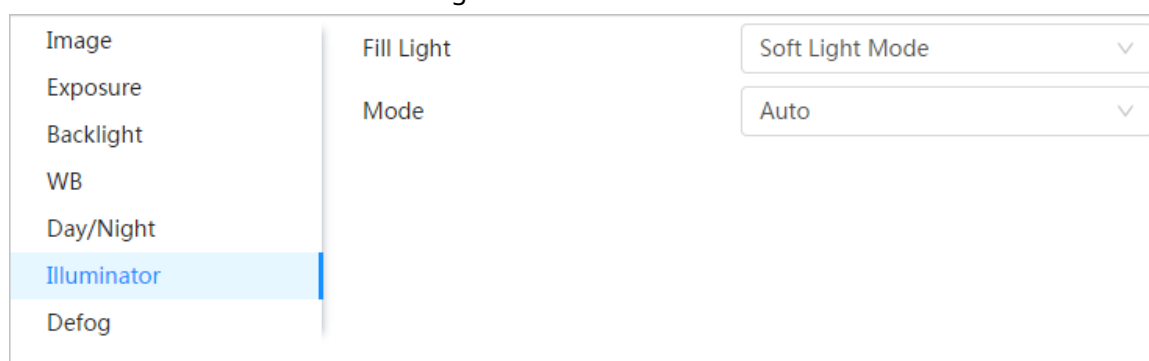 Image
Exposure
Backlight
WB
Day/Night
Illuminator
Defog
Fill Light
Soft Light Mode
Mode
Auto